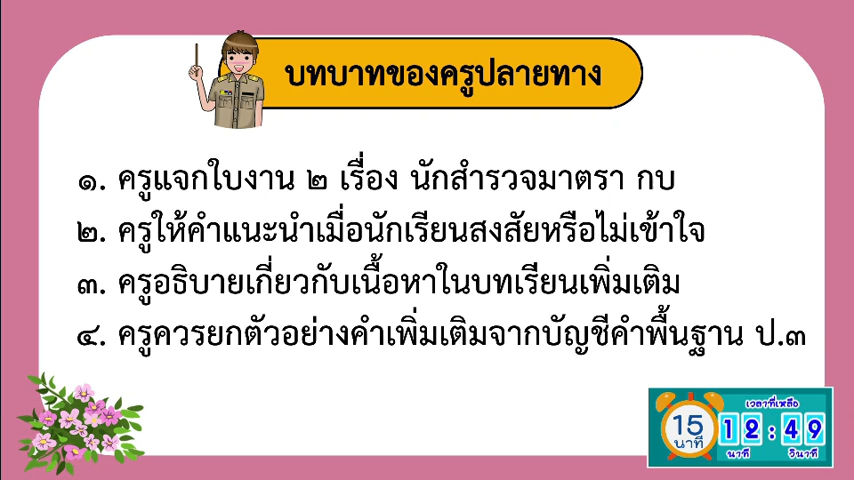 บทบาทของครูปลายทาง
๑. ครูแจกใบงาน ๒ เรื่อง นักสำรวจมาตรา กบ
๒. ครูให้คำแนะนำเมื่อนักเรียนสงสัยหรือไม่เข้าใจ
๓. ครูอธิบายเกี่ยวกับเนื้อหาในบทเรียนเพิ่มเติม
๔. ครูควรยกตัวอย่างคำเพิ่มเติมจากบัญชีคำพื้นฐาน ป.๓
เวลาที่เหลือ
15
นาที
12:49
นาที วินาที